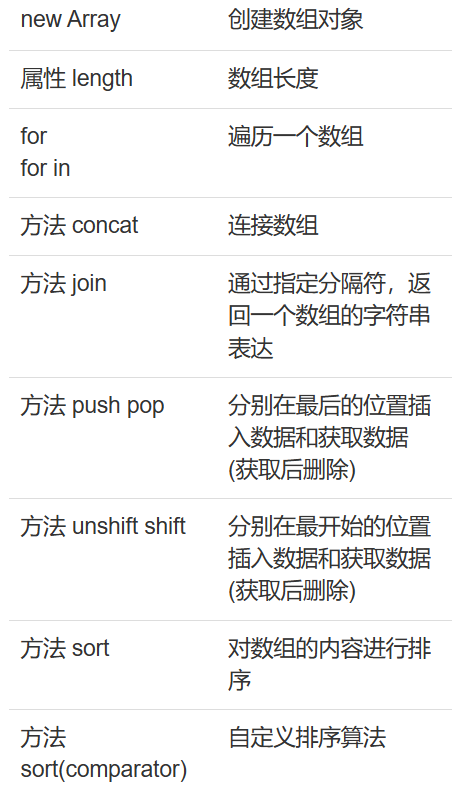 new Array 创建数组对象
属性 length 数组长度
for 遍历一个数组
for in
方法 concat 连接数组
方法 join 通过指定分隔符，返
回一个数组的字符串
表达
方法 push pop 分别在最后的位置插
入数据和获取数据
(获取后删除)
方法 unshift shift 分别在最开始的位置
插入数据和获取数据
(获取后删除)
方法 sort 对数组的内容进行排
序
方法 自定义排序算法
sort(comparator)